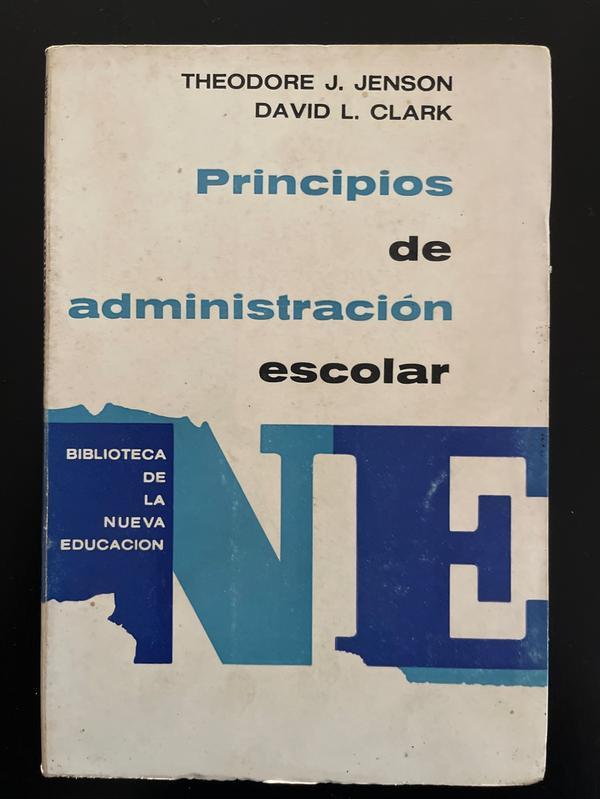 THEODORE J. JENSON
DAVID L. CLARK
Principios
de
administración
escolar
BIBLIOTECA
DE
LA
NUEVA
EDUCACION
NE